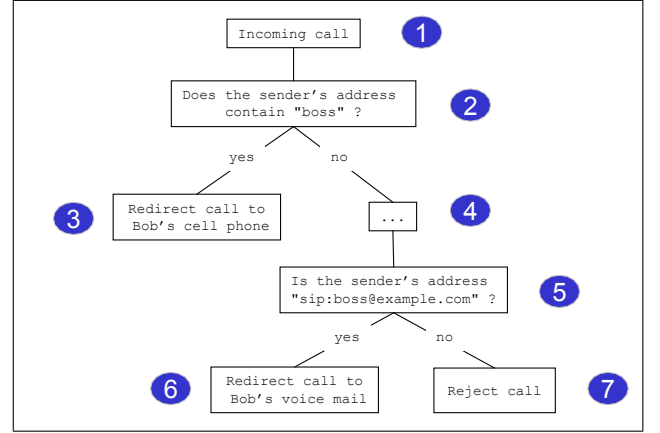 Incoming call
1
Does the sender's address
contain "boss" ?
2
yes
no
3
Redirect call to
Bob's cell phone
...
4
Is the sender's address
"sip:boss@example.com" ?
5
yes
no
6
Redirect call to
Bob's voice mail
Reject call
7